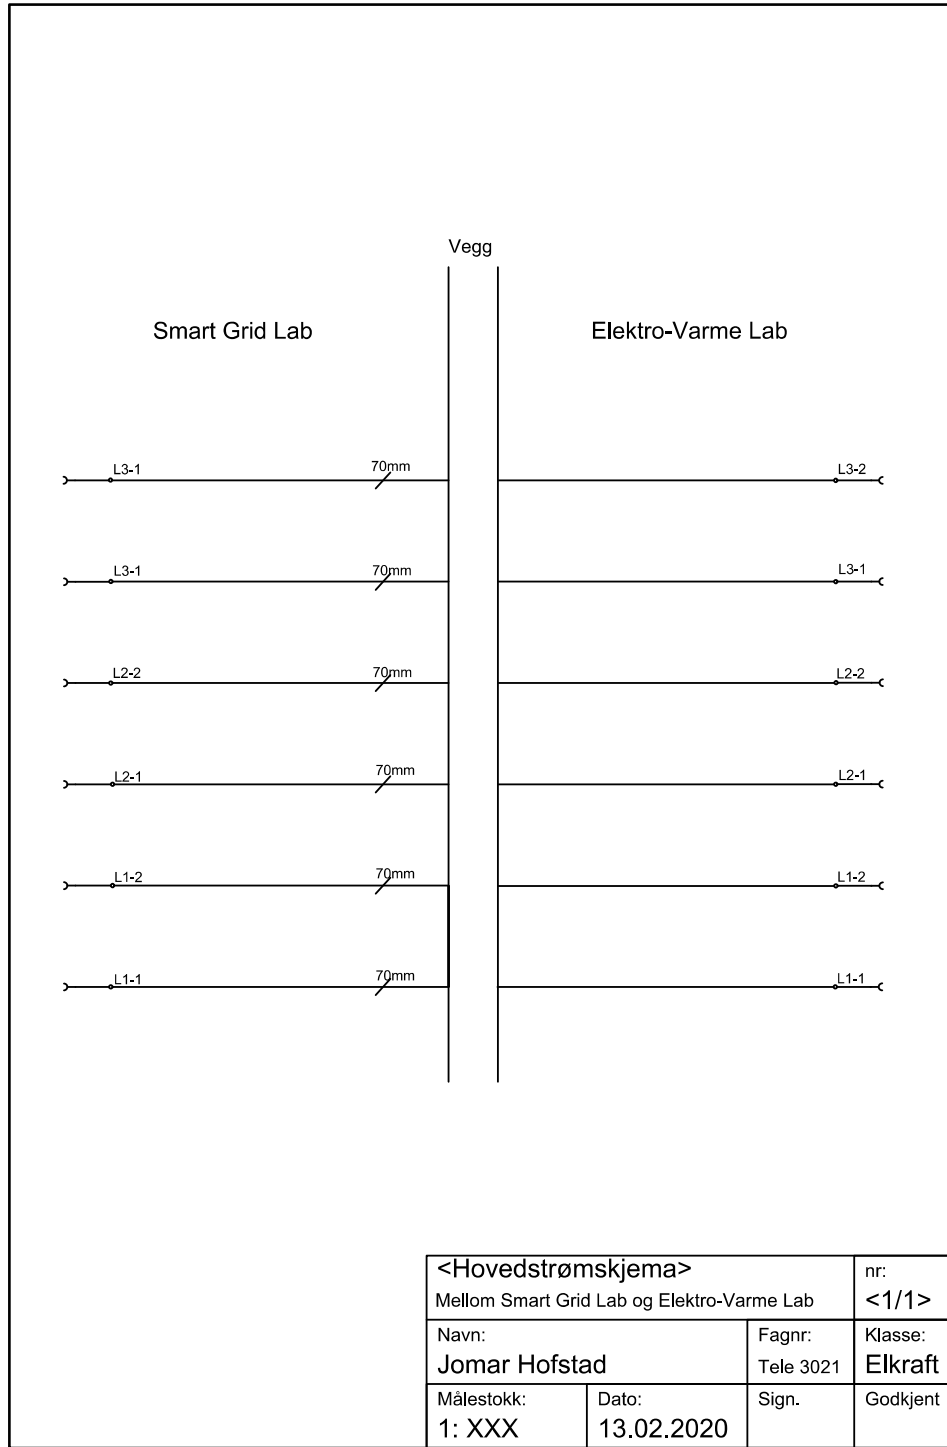 Vegg
Smart Grid Lab
Elektro-Varme Lab
L3-1 70mm L3-2
L3-1 70mm L3-1
L2-2 70mm L2-2
L2-1 70mm L2-1
L1-2 70mm L1-2
L1-1 70mm L1-1
<Hovedstrømskjema>
Mellom Smart Grid Lab og Elektro-Varme Lab
nr:
<1/1>
Navn:
Jomar Hofstad
Fagnr:
Tele 3021
Klasse:
Elkraft
Målestokk:
1: XXX
Dato:
13.02.2020
Sign.
Godkjent